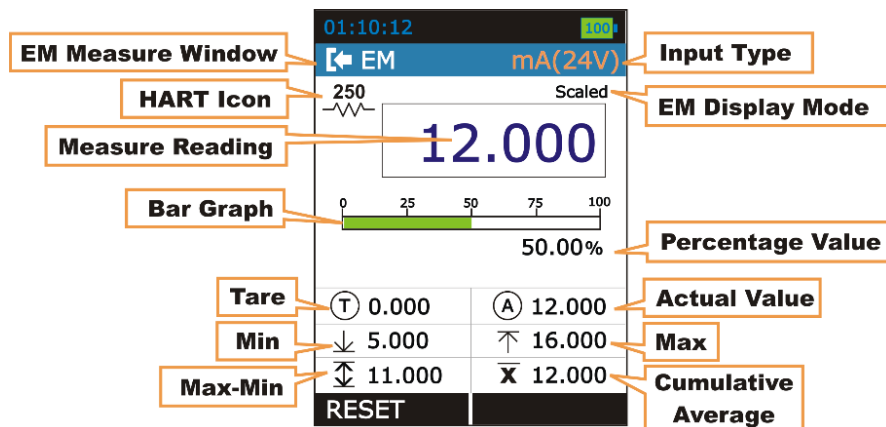 01:10:12 100
EM Measure Window
EM mA(24V)
Input Type
HART Icon
250
Scaled
EM Display Mode
Measure Reading
12.000
Bar Graph
0 25 50 75 100
50.00%
Percentage Value
Tare
T 0.000
A 12.000
Actual Value
Min
5.000
16.000
Max
Max-Min
11.000
X 12.000
Cumulative
Average
RESET